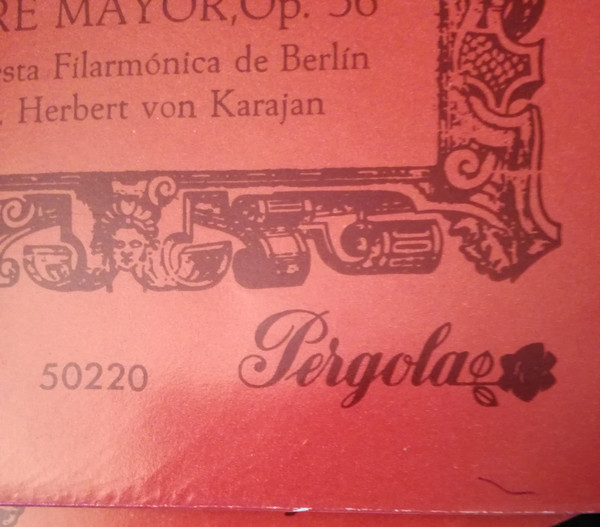 RE MAYOR, Op. 36
esta Filarmónica de Berlín
. Herbert von Karajan
50220
Pergola